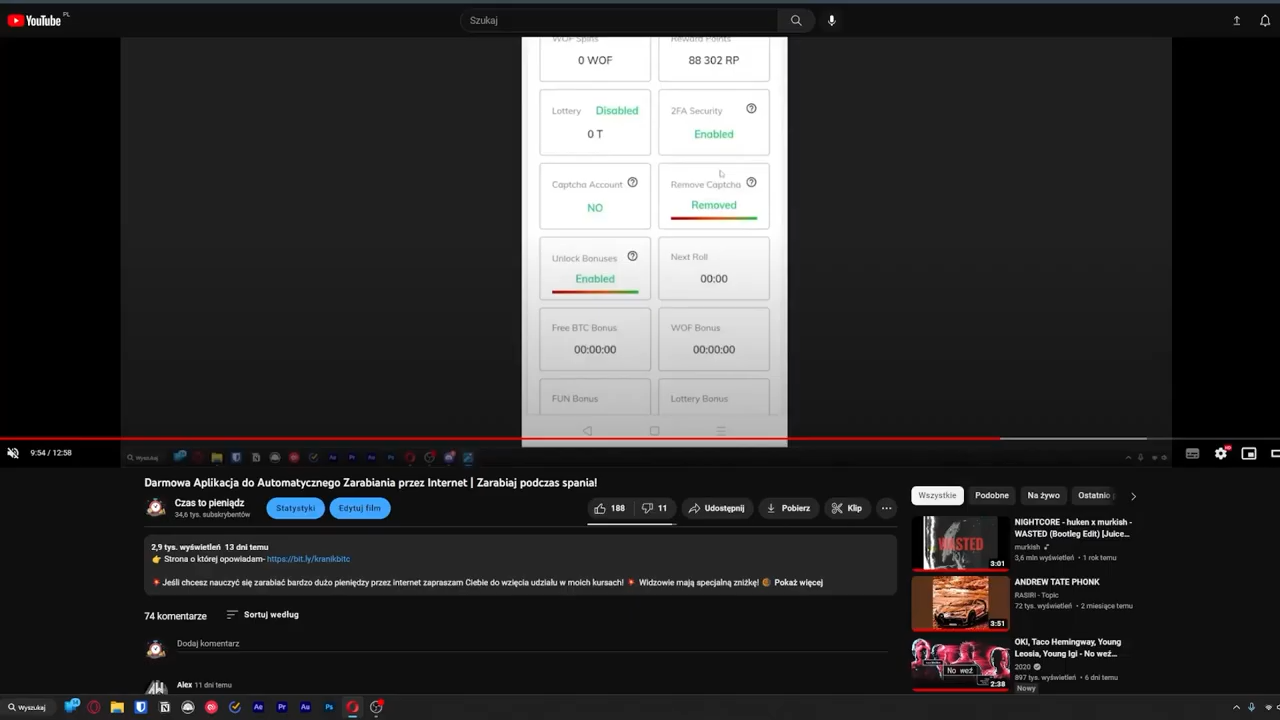 YouTube PL
Szukaj
WOF Spins
0 WOF
Reward Points
88 302 RP
Lottery Disabled
0 T
2FA Security
Enabled
Captcha Account
NO
Remove Captcha
Removed
Unlock Bonuses
Enabled
Next Roll
00:00
Free BTC Bonus
00:00:00
WOF Bonus
00:00:00
FUN Bonus
Lottery Bonus
9:54 / 12:58
Wyszukaj
Darmowa Aplikacja do Automatycznego Zarabiania przez Internet | Zarabiaj podczas spania!
Czas to pieniądz
34,6 tys. subskrybentów
Statystyki
Edytuj film
188
11
Udostępnij
Pobierz
Klip
2,9 tys. wyświetleń 13 dni temu
Strona o której opowiadam- https://bit.ly/kranikbitc
Jeśli chcesz nauczyć się zarabiać bardzo dużo pieniędzy przez internet zapraszam Ciebie do wzięcia udziału w moich kursach! Widzowie mają specjalną zniżkę! Pokaż więcej
74 komentarze
Sortuj według
Dodaj komentarz
Alex 11 dni temu
Wszystkie
Podobne
Na żywo
Ostatnio
WASTED
3:01
NIGHTCORE - huken x murkish -
WASTED (Bootleg Edit) [Juice...
murkish
3,6 mln wyświetleń • 1 rok temu
3:51
ANDREW TATE PHONK
RASIRI - Topic
72 tys. wyświetleń • 2 miesiące temu
No weź
2:38
OKI, Taco Hemingway, Young
Leosia, Young Igi - No weź...
2020
897 tys. wyświetleń • 6 dni temu
Nowy
Wyszukaj